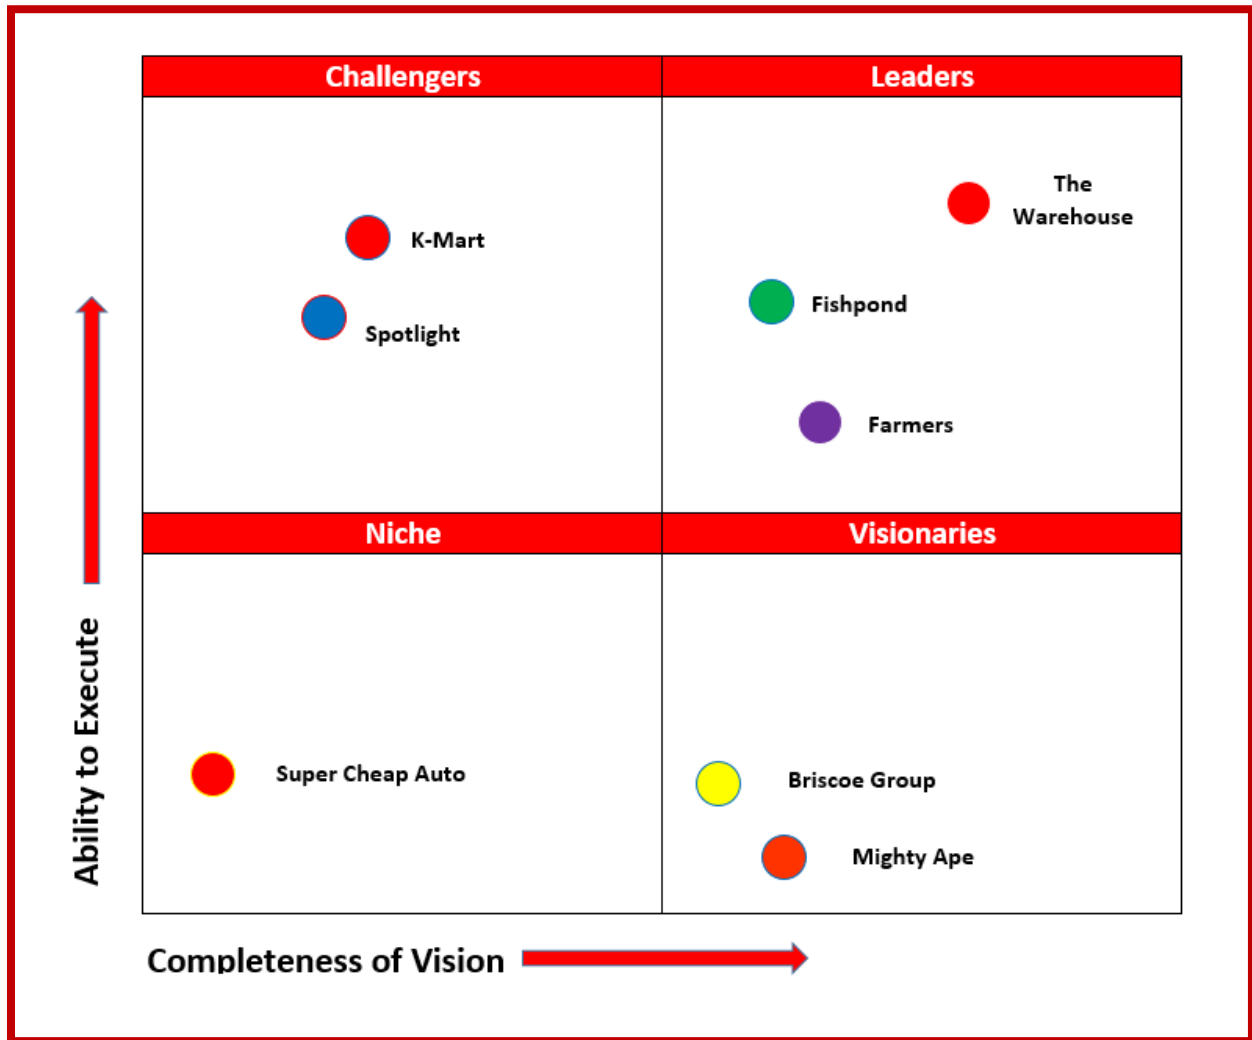 Challengers
Leaders
The
Warehouse
K-Mart
Fishpond
Spotlight
Farmers
Niche
Visionaries
Super Cheap Auto
Briscoe Group
Mighty Ape
Ability to Execute
Completeness of Vision